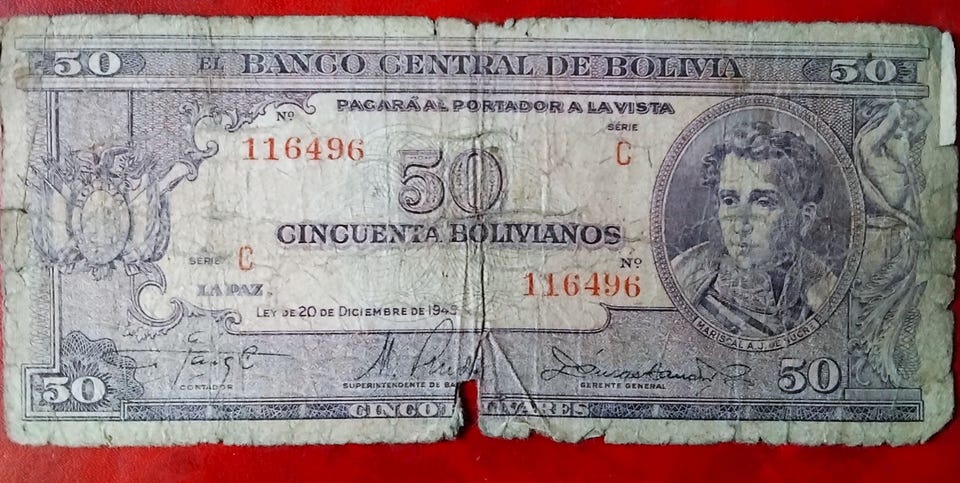 50 EL BANCO CENTRAL DE BOLIVIA 50
PAGARÁ AL PORTADOR A LA VISTA
Nº SERIE
116496 50 C
CINCUENTA BOLIVIANOS
SERIE C Nº
116496
LA PAZ,
LEY DE 20 DE DICIEMBRE DE 1945
MARISCAL A. J. DE SUCRE
CONTADOR SUPERINTENDENTE DE BA GERENTE GENERAL
50 50
CINCO